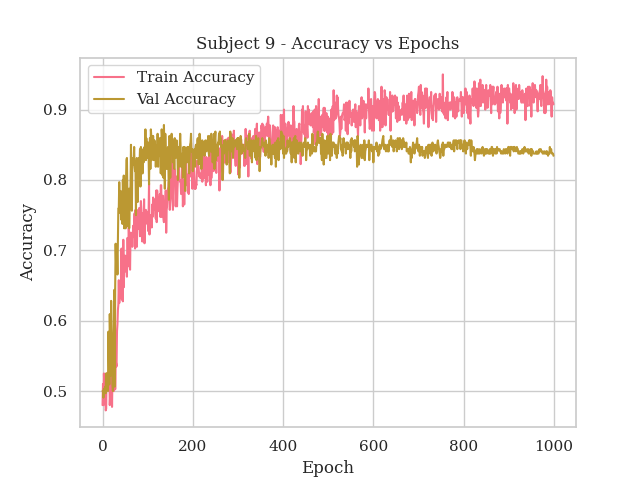 Subject 9 - Accuracy vs Epochs
Train Accuracy
Val Accuracy
0.9
0.8
0.7
0.6
0.5
Accuracy
0 200 400 600 800 1000
Epoch